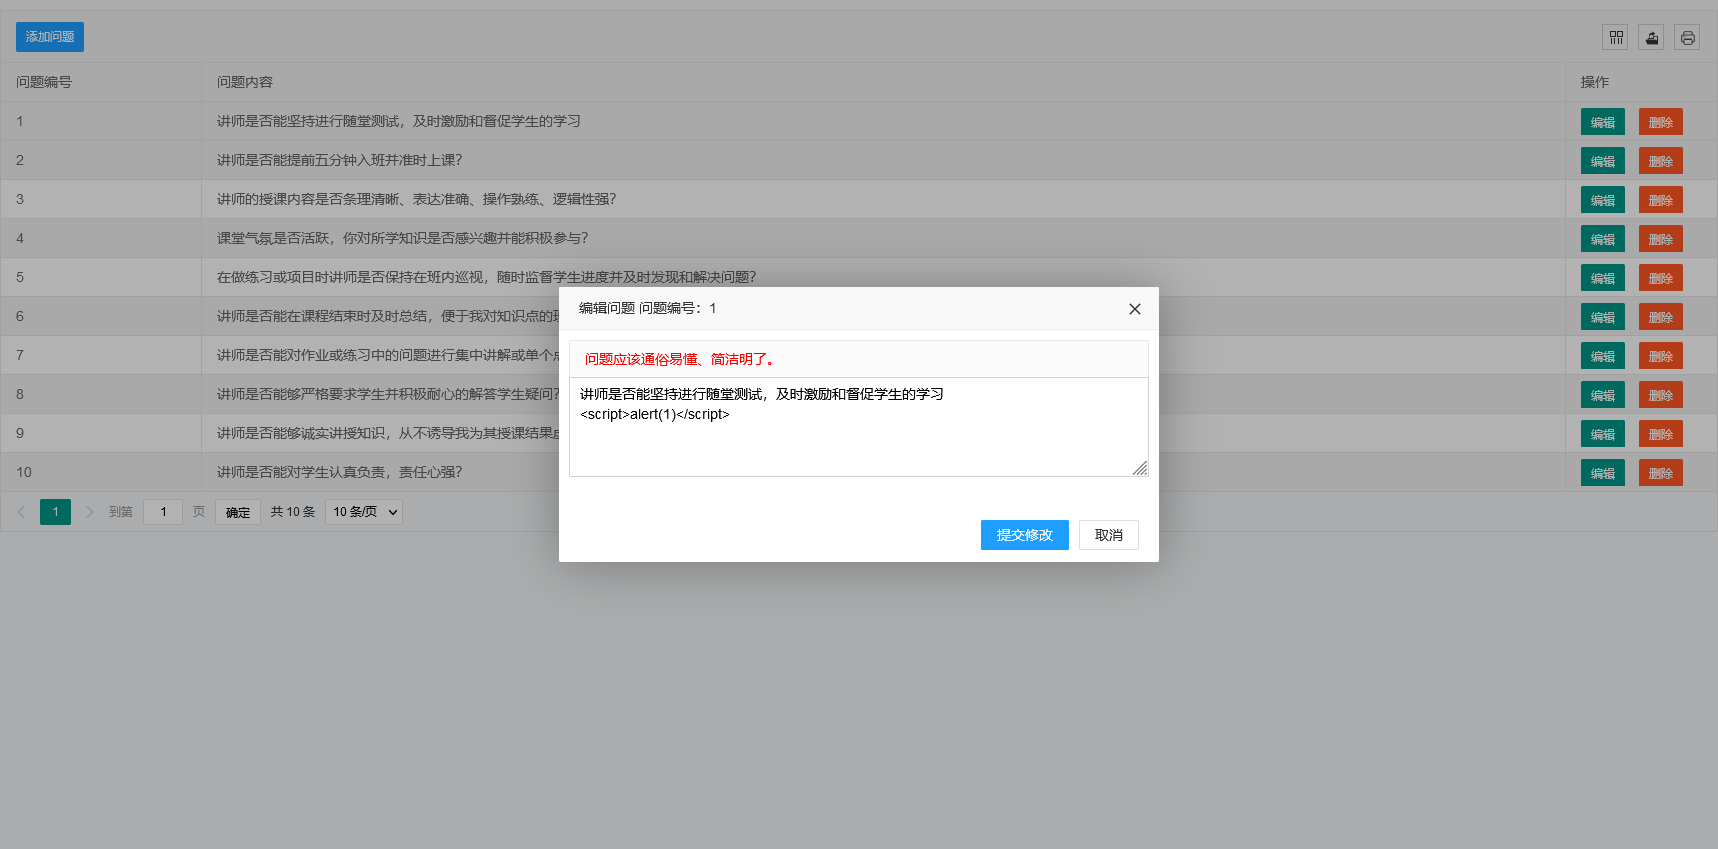 添加问题
问题编号 问题内容 操作
1 讲师是否能坚持进行随堂测试，及时激励和督促学生的学习 编辑 删除
2 讲师是否能提前五分钟入班并准时上课? 编辑 删除
3 讲师的授课内容是否条理清晰、表达准确、操作熟练、逻辑性强? 编辑 删除
4 课堂气氛是否活跃，你对所学知识是否感兴趣并能积极参与? 编辑 删除
5 在做练习或项目时讲师是否保持在班内巡视，随时监督学生进度并及时发现和解决问题? 编辑 删除
6 讲师是否能在课程结束时及时总结，便于我对知识点的 编辑 删除
7 讲师是否能对作业或练习中的问题进行集中讲解或单个 编辑 删除
8 讲师是否能够严格要求学生并积极耐心的解答学生疑问? 编辑 删除
9 讲师是否能够诚实讲授知识，从不诱导我为其授课结果 编辑 删除
10 讲师是否能对学生认真负责，责任心强? 编辑 删除
1 到第 1 页 确定 共 10 条 10 条/页
编辑问题 问题编号：1
问题应该通俗易懂、简洁明了。
讲师是否能坚持进行随堂测试，及时激励和督促学生的学习
<script>alert(1)</script>
提交修改 取消